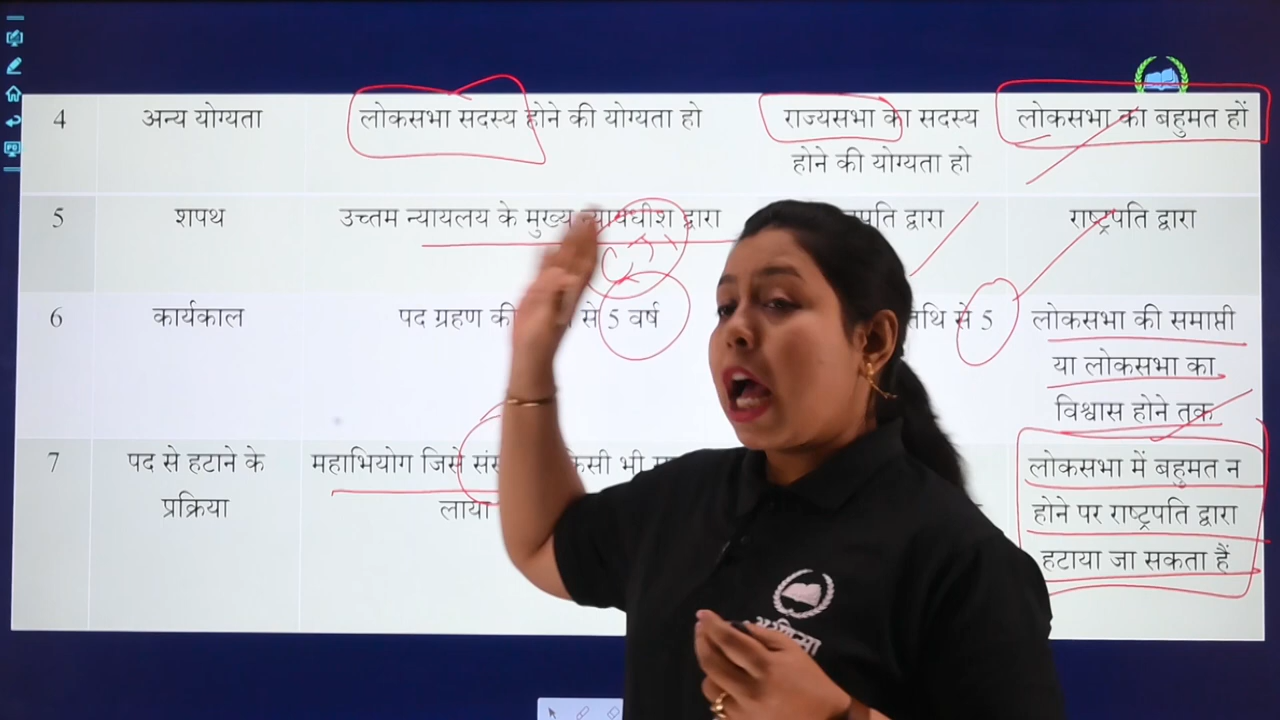 4 अन्य योग्यता लोकसभा सदस्य होने की योग्यता हो राज्यसभा का सदस्य लोकसभा का बहुमत हों
होने की योग्यता हो
5 शपथ उच्तम न्यायलय के मुख्य न्यायधीश द्वारा द्वारा राष्ट्रपति द्वारा
CJI
6 कार्यकाल पद ग्रहण की से 5 वर्ष से 5 लोकसभा की समाप्ती
या लोकसभा का
विश्वास होने तक
7 पद से हटाने के महाभियोग जिसे किसी भी लोकसभा में बहुमत न
प्रक्रिया लाया होने पर राष्ट्रपति द्वारा
हटाया जा सकता हैं